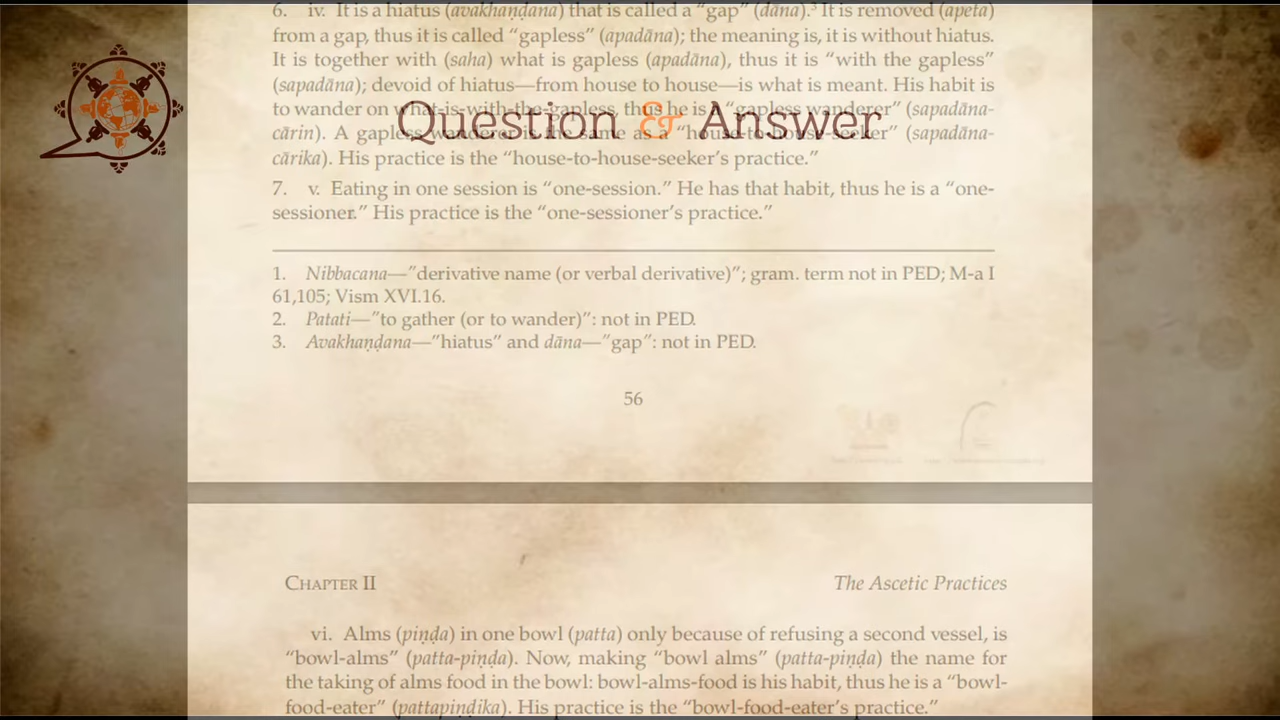 6. iv. It is a hiatus (avakhaṇḍana) that is called a “gap” (dāna).³ It is removed (apeta)
from a gap, thus it is called “gapless” (apadāna); the meaning is, it is without hiatus.
It is together with (saha) what is gapless (apadāna), thus it is “with the gapless”
(sapadāna); devoid of hiatus—from house to house—is what is meant. His habit is
to wander on what-is-with-the-gapless, thus he is a “gapless wanderer” (sapadāna-
Question & Answer
cārin). A gapless wanderer is the same as a “house-to-house-seeker” (sapadāna-
cārika). His practice is the “house-to-house-seeker’s practice.”
7. v. Eating in one session is “one-session.” He has that habit, thus he is a “one-
sessioner.” His practice is the “one-sessioner’s practice.”
1. Nibbacana—”derivative name (or verbal derivative)”; gram. term not in PED; M-a I
61,105; Vism XVI.16.
2. Patati—”to gather (or to wander)”: not in PED.
3. Avakhaṇḍana—”hiatus” and dāna—”gap”: not in PED.
56
CHAPTER II The Ascetic Practices
vi. Alms (piṇḍa) in one bowl (patta) only because of refusing a second vessel, is
“bowl-alms” (patta-piṇḍa). Now, making “bowl alms” (patta-piṇḍa) the name for
the taking of alms food in the bowl: bowl-alms-food is his habit, thus he is a “bowl-
food-eater” (pattapiṇḍika). His practice is the “bowl-food-eater’s practice.”